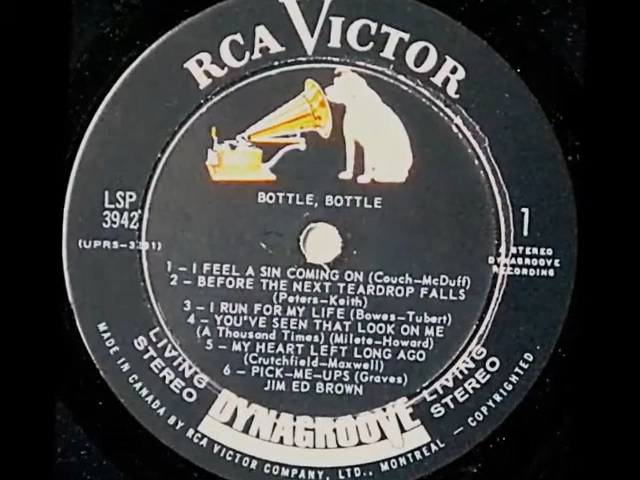 RCA VICTOR
BOTTLE, BOTTLE
LSP
3942
1
A STEREO
DYNAGROOVE
RECORDING
1 – I FEEL A SIN COMING ON (Couch–McDuff)
2 – BEFORE THE NEXT TEARDROP FALLS
(Peters–Keith)
3 – I RUN FOR MY LIFE (Bowes–Tubert)
4 – YOU'VE SEEN THAT LOOK ON ME
(A Thousand Times) (Milete–Howard)
5 – MY HEART LEFT LONG AGO
(Crutchfield–Maxwell)
6 – PICK–ME–UPS (Graves)
JIM ED BROWN
LIVING
STEREO
DYNAGROOVE
LIVING
STEREO
MADE IN CANADA BY RCA VICTOR COMPANY, LTD., MONTREAL – COPYRIGHTED